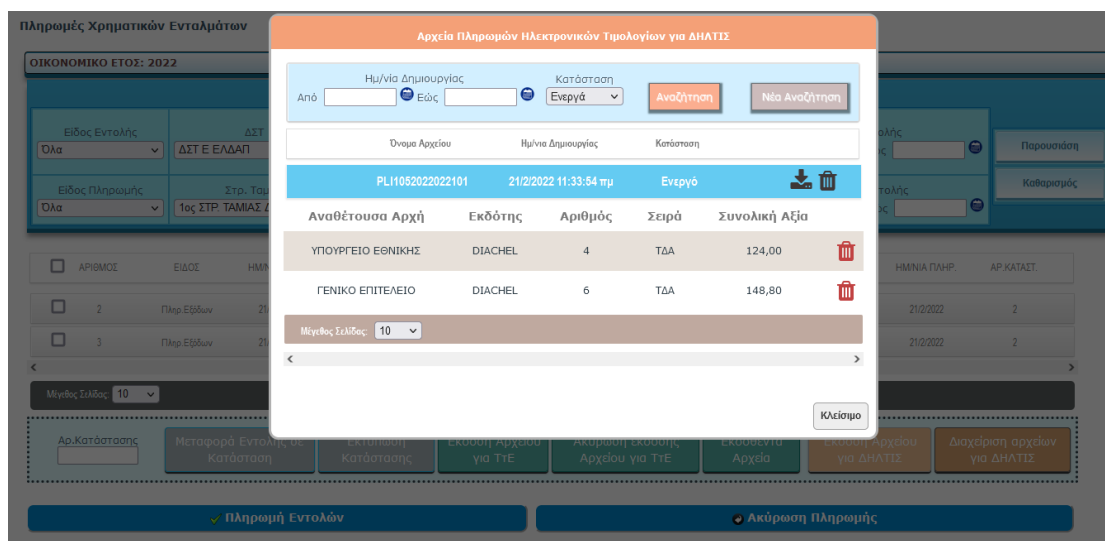 Πληρωμές Χρηματικών Ενταλμάτων
Αρχεία Πληρωμών Ηλεκτρονικών Τιμολογίων για ΔΗΛΤΙΣ
ΟΙΚΟΝΟΜΙΚΟ ΕΤΟΣ: 2022
Ημ/νία Δημιουργίας Κατάσταση
Από Εώς Ενεργά Αναζήτηση Νέα Αναζήτηση
Είδος Εντολής ΔΣΤ
Όλα ΔΣΤ Ε ΕΛΔΑΠ Παρουσιάση
Όνομα Αρχείου Ημ/νια Δημιουργίας Κατάσταση
PLI1052022022101 21/2/2022 11:33:54 πμ Ενεργό
Είδος Πληρωμής Στρ. Ταμ
Όλα 1ος ΣΤΡ. ΤΑΜΙΑΣ Καθαρισμός
Αναθέτουσα Αρχή Εκδότης Αριθμός Σειρά Συνολική Αξία
ΥΠΟΥΡΓΕΙΟ ΕΘΝΙΚΗΣ DIACHEL 4 ΤΔΑ 124,00
ΓΕΝΙΚΟ ΕΠΙΤΕΛΕΙΟ DIACHEL 6 ΤΔΑ 148,80
Μέγεθος Σελίδας: 10
Κλείσιμο
ΑΡΙΘΜΟΣ ΕΙΔΟΣ ΗΜ/Ν ΗΜ/ΝΙΑ ΠΛΗΡ. ΑΡ.ΚΑΤΑΣΤ.
2 Πληρ.Εξόδων 21/ 21/2/2022 2
3 Πληρ.Εξόδων 21/ 21/2/2022 2
Μέγεθος Σελίδας: 10
Αρ.Κατάστασης
Μεταφορά Εντολής σε Κατάσταση
Εκτύπωση Κατάστασης
Έκδοση Αρχείου για ΤτΕ
Ακύρωση Έκδοσης Αρχείου για ΤτΕ
Εκδοθέντα Αρχεία
Έκδοση Αρχείου για ΔΗΛΤΙΣ
Διαχείριση αρχείων για ΔΗΛΤΙΣ
Πληρωμή Εντολών
Ακύρωση Πληρωμής